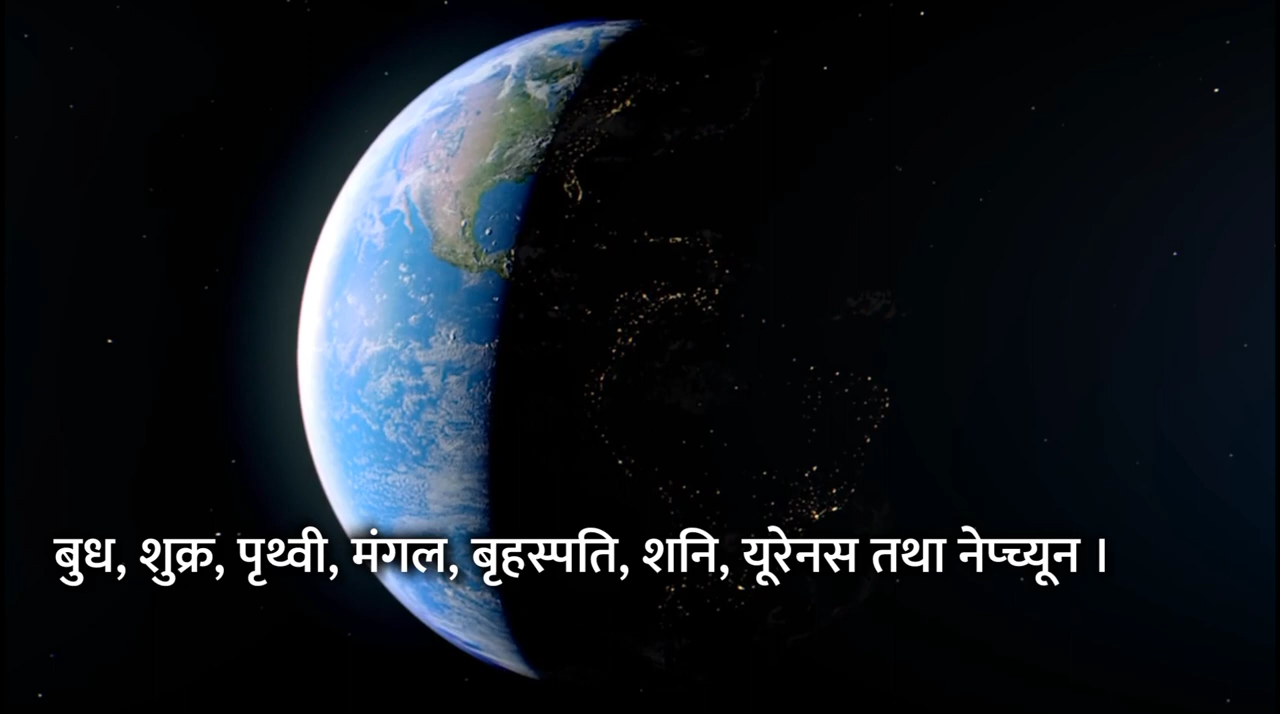 बुध, शुक्र, पृथ्वी, मंगल, बृहस्पति, शनि, यूरेनस तथा नेप्च्यून ।